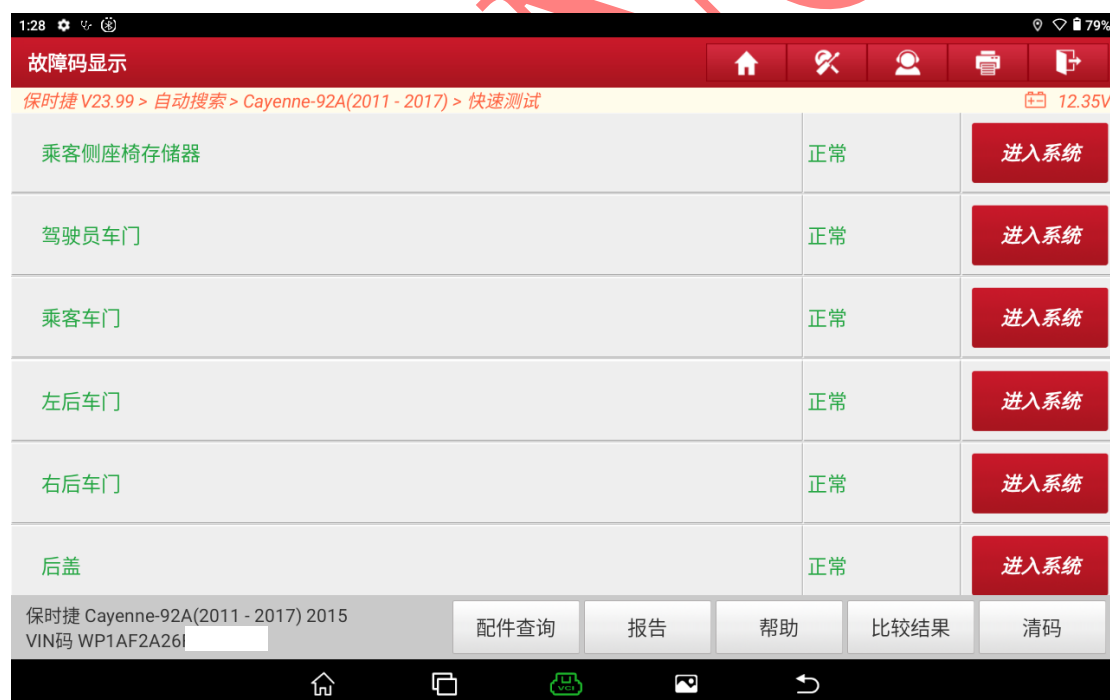 1:28
79%
故障码显示
保时捷 V23.99 > 自动搜索 > Cayenne-92A(2011 - 2017) > 快速测试
12.35V
乘客侧座椅存储器 正常 进入系统
驾驶员车门 正常 进入系统
乘客车门 正常 进入系统
左后车门 正常 进入系统
右后车门 正常 进入系统
后盖 正常 进入系统
保时捷 Cayenne-92A(2011 - 2017) 2015
VIN码 WP1AF2A26
配件查询 报告 帮助 比较结果 清码
VCI